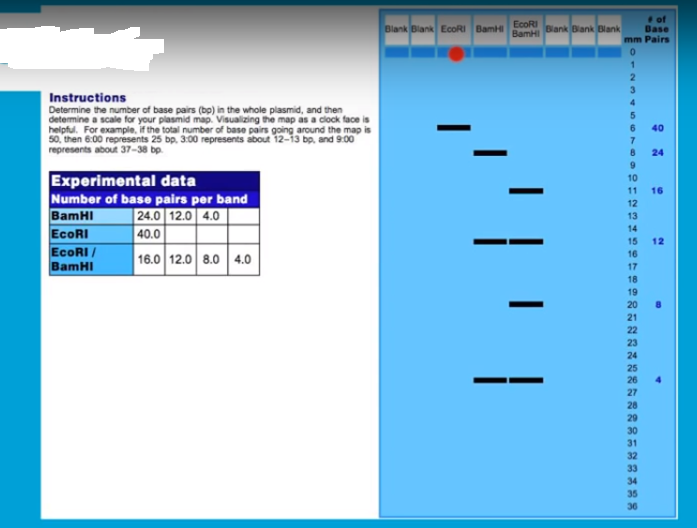 Instructions
Determine the number of base pairs (bp) in the whole plasmid, and then
determine a scale for your plasmid map. Visualizing the map as a clock face is
helpful. For example, if the total number of base pairs going around the map is
50, then 6:00 represents 25 bp, 3:00 represents about 12–13 bp, and 9:00
represents about 37–38 bp.
Experimental data
Number of base pairs per band
BamHI 24.0 12.0 4.0
EcoRI 40.0
EcoRI /
BamHI 16.0 12.0 8.0 4.0
Blank Blank EcoRI BamHI EcoRI BamHI Blank Blank Blank
mm # of Base Pairs
0
1
2
3
4
5
6 40
7
8 24
9
10
11 16
12
13
14
15 12
16
17
18
19
20 8
21
22
23
24
25
26 4
27
28
29
30
31
32
33
34
35
36